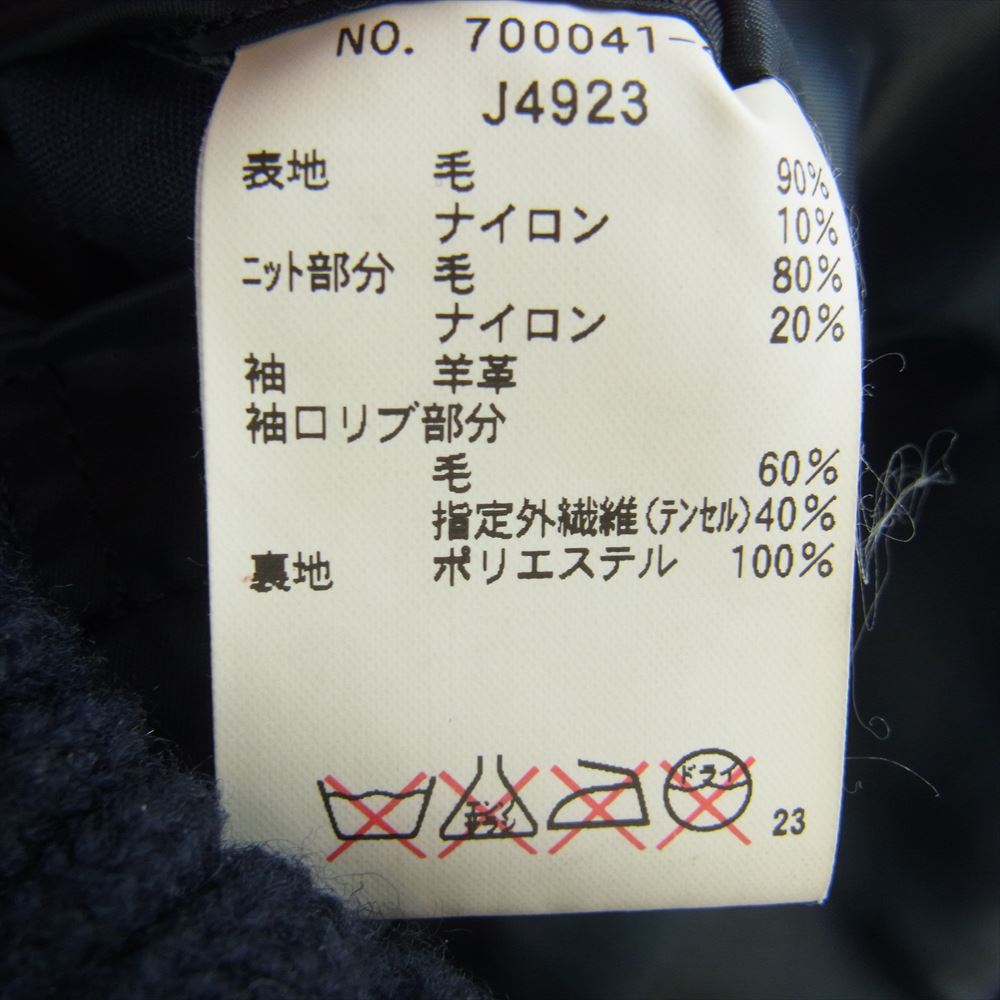 NO. 700041-
J4923
表地 毛 90%
ナイロン 10%
ニット部分 毛 80%
ナイロン 20%
袖 羊革
袖口リブ部分
毛 60%
指定外繊維(テンセル)40%
裏地 ポリエステル 100%
ドライ
23